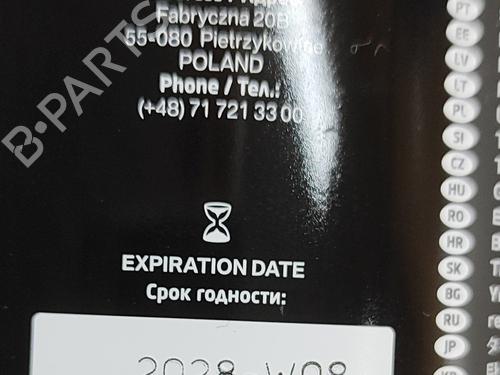 Fabryczna 20B
55-080 Pietrzykowice
POLAND
Phone / Тел.:
(+48) 71 721 33 00
EXPIRATION DATE
Срок годности:
2028-W08
PT
EE
LV
LT
PL
SI
CZ
HU
RO
HR
SK
BG
RU
JP
B-PARTS